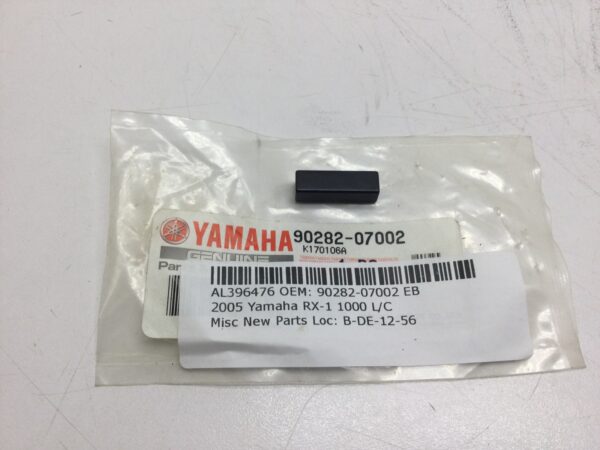 YAMAHA 90282-07002
K170106A
GENUINE
Par
AL396476 OEM: 90282-07002 EB
2005 Yamaha RX-1 1000 L/C
Misc New Parts Loc: B-DE-12-56